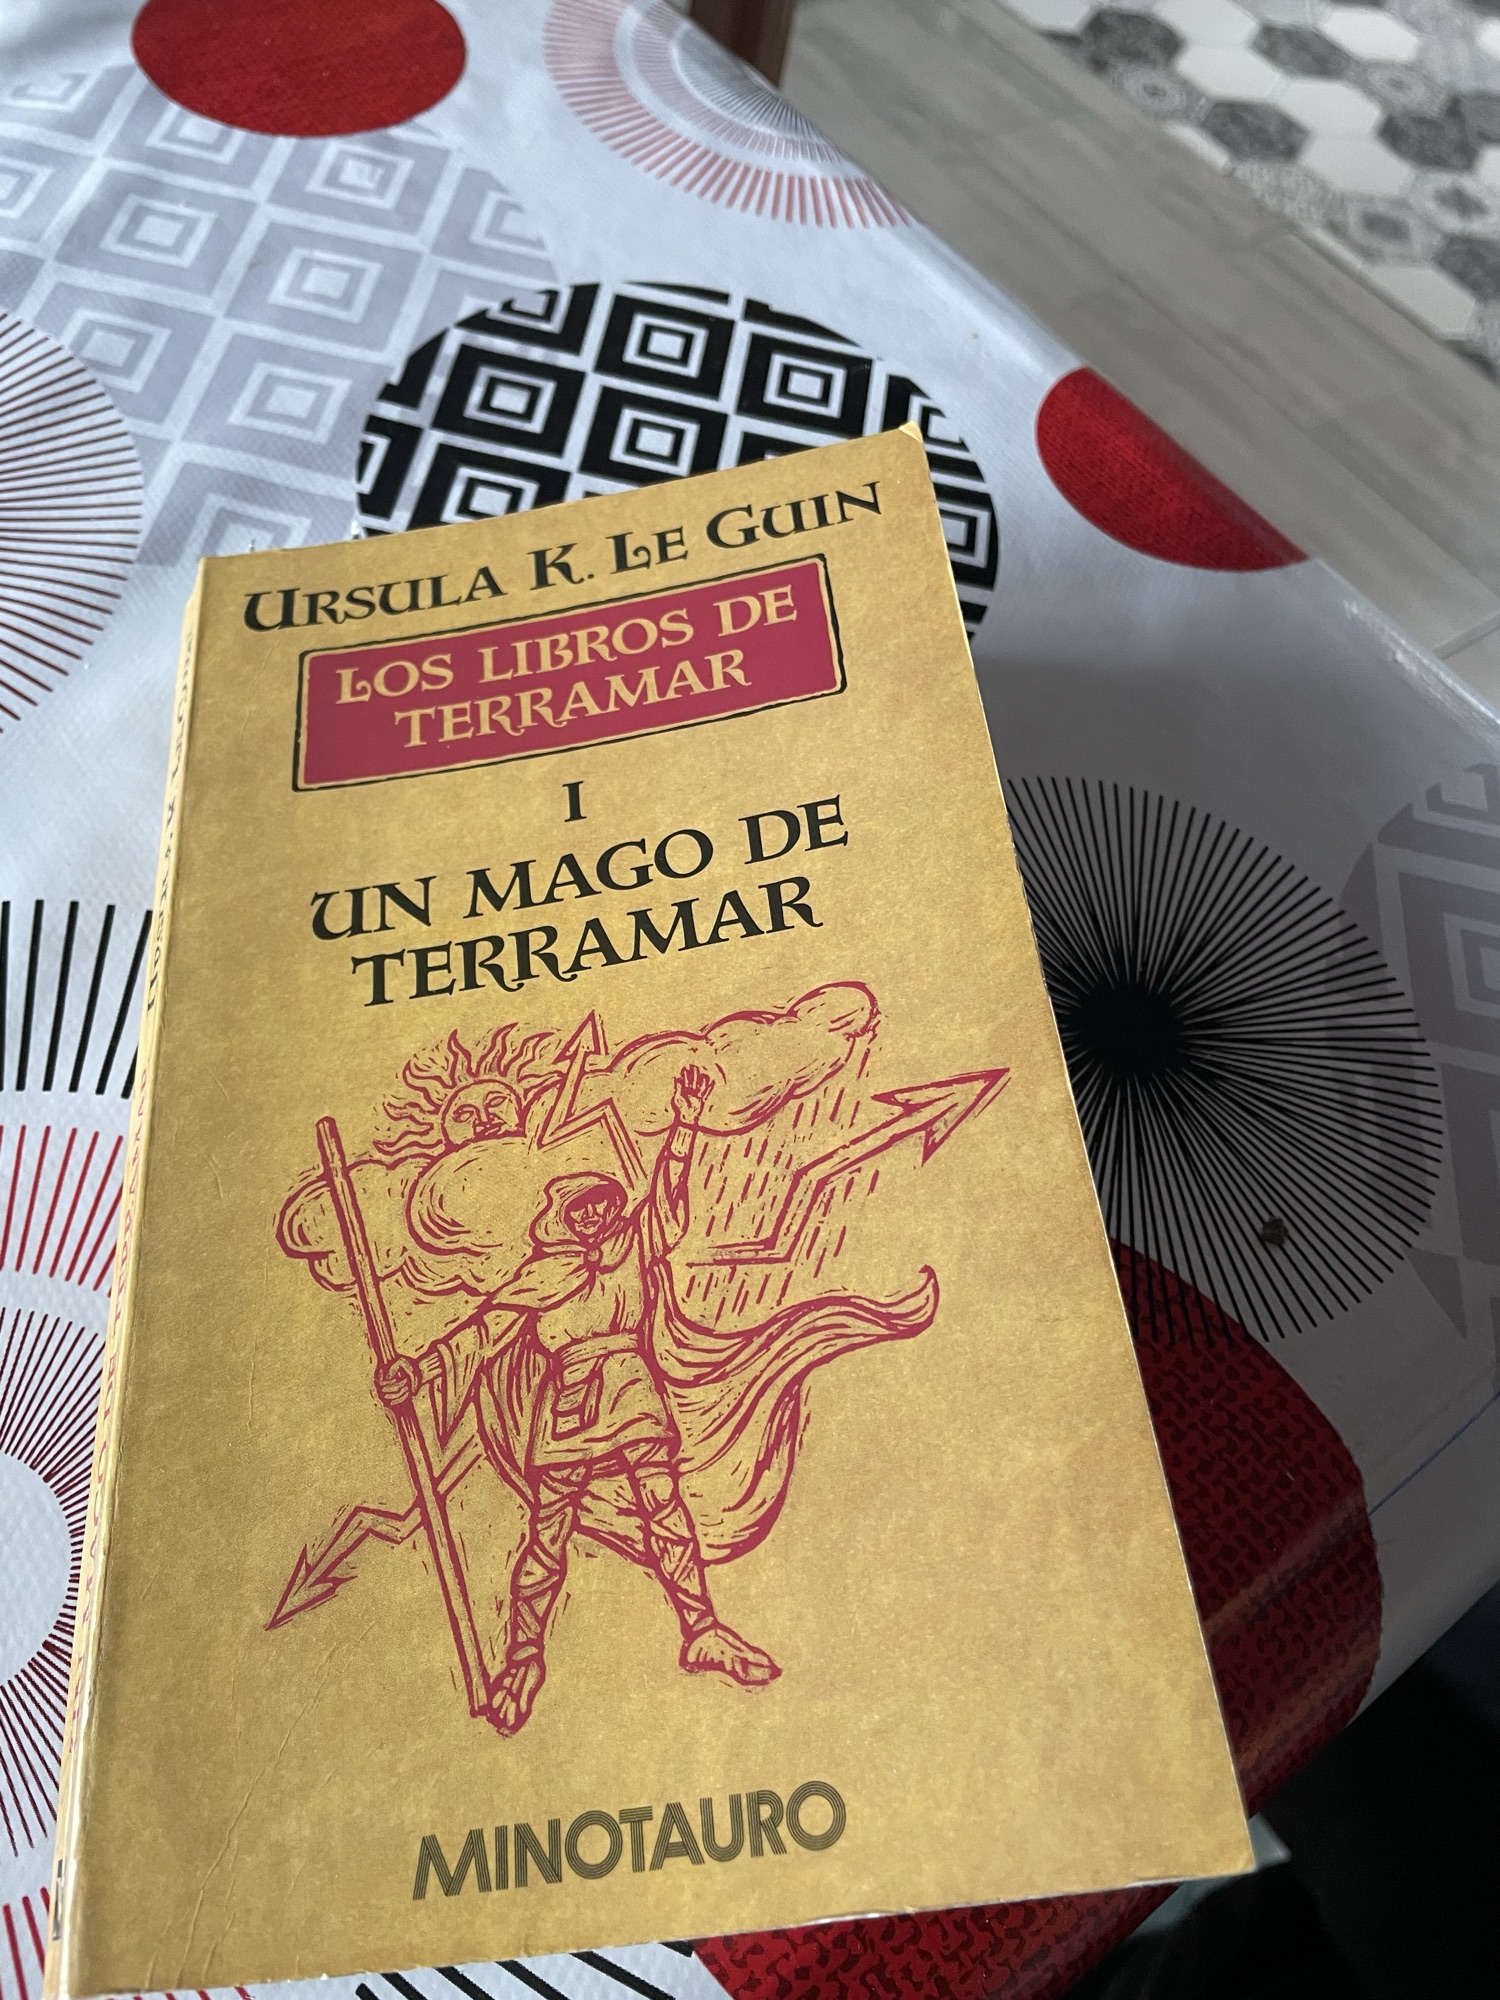 URSULA K. LE GUIN
LOS LIBROS DE
TERRAMAR
I
UN MAGO DE
TERRAMAR
MINOTAURO